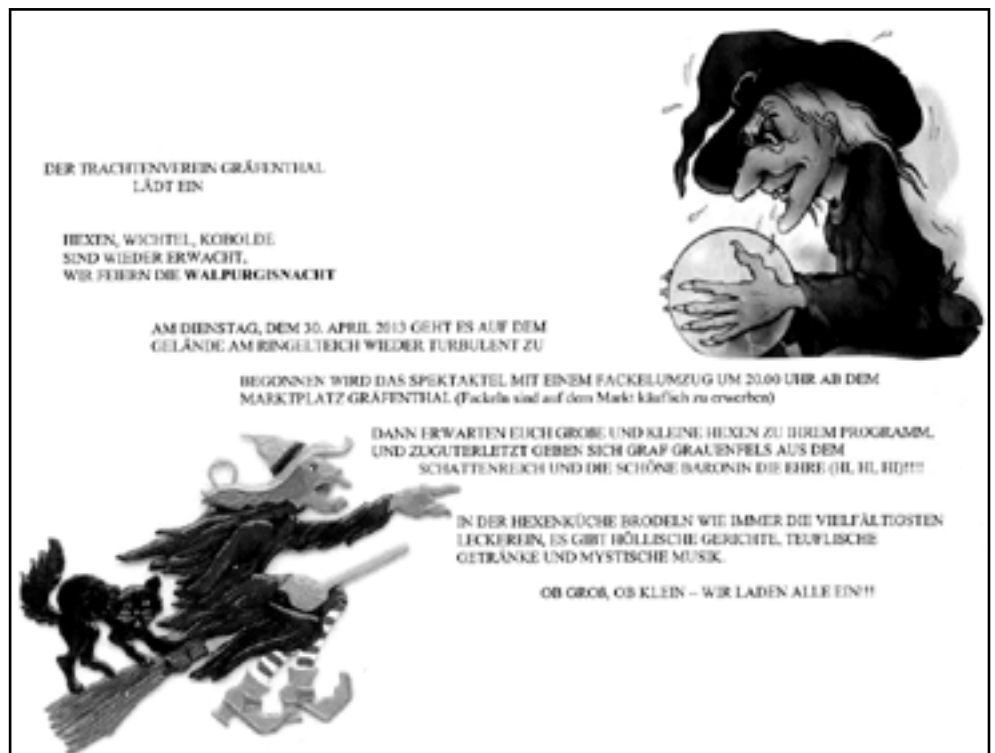 DER TRACHTENVEREIN GRÄFENTHAL
LÄDT EIN
HEXEN, WICHTEL, KOBOLDE
SIND WIEDER ERWACHT,
WIR FEIERN DIE WALPURGISNACHT
AM DIENSTAG, DEM 30. APRIL 2013 GEHT ES AUF DEM
GELÄNDE AM RINGELTEICH WIEDER TURBULENT ZU
BEGONNEN WIRD DAS SPEKTAKTEL MIT EINEM FACKELUMZUG UM 20.00 UHR AB DEM
MARKTPLATZ GRÄFENTHAL (Fackeln sind auf dem Markt käuflich zu erwerben)
DANN ERWARTEN EUCH GROßE UND KLEINE HEXEN ZU IHREM PROGRAMM,
UND ZUGUTERLETZT GEBEN SICH GRAF GRAUENFELS AUS DEM
SCHATTENREICH UND DIE SCHÖNE BARONIN DIE EHRE (HI, HI, HI)!!!!
IN DER HEXENKÜCHE BRODELN WIE IMMER DIE VIELFÄLTIGSTEN
LECKEREIN, ES GIBT HÖLLISCHE GERICHTE, TEUFLISCHE
GETRÄNKE UND MYSTISCHE MUSIK.
OB GROß, OB KLEIN – WIR LADEN ALLE EIN!!!